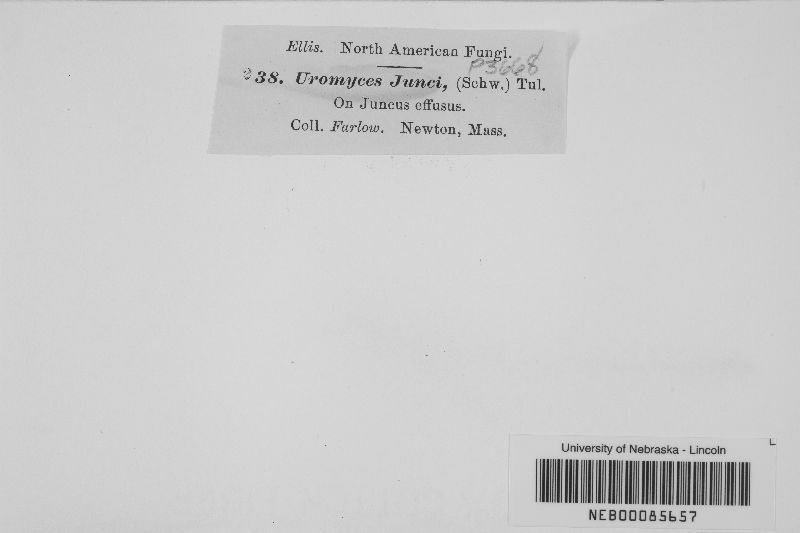 Ellis. North American Fungi.
P3668
238. Uromyces Junci, (Schw.) Tul.
On Juncus effusus.
Coll. Farlow. Newton, Mass.
University of Nebraska - Lincoln
NEB00085657